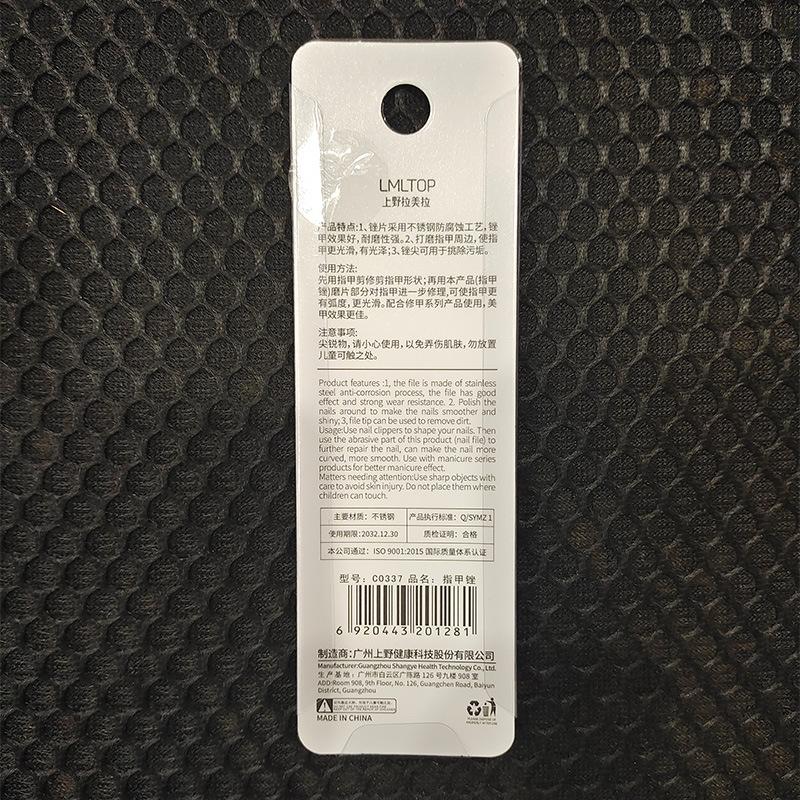 LMLTOP
上野拉美拉
产品特点:1、锉片采用不锈钢防腐蚀工艺,锉
甲效果好,耐磨性强。2、打磨指甲周边,使指
甲更光滑,有光泽;3、锉尖可用于挑除污垢。
使用方法:
先用指甲剪修剪指甲形状;再用本产品(指甲
锉)磨片部分对指甲进一步修理,可使指甲更
有弧度,更光滑。配合修甲系列产品使用,美
甲效果更佳。
注意事项:
尖锐物,请小心使用,以免弄伤肌肤,勿放置
儿童可触之处。
Product features :1, the file is made of stainless
steel anti-corrosion process, the file has good
effect and strong wear resistance. 2. Polish the
nails around to make the nails smoother and
shiny; 3, file tip can be used to remove dirt.
Usage:Use nail clippers to shape your nails. Then
use the abrasive part of this product (nail file) to
further repair the nail, can make the nail more
curved, more smooth. Use with manicure series
products for better manicure effect.
Matters needing attention:Use sharp objects with
care to avoid skin injury. Do not place them where
children can touch.
主要材质:不锈钢 产品执行标准:Q/SYMZ 1
使用期限:2032.12.30 质检证明:合格
本公司通过:ISO 9001:2015 国际质量体系认证
型号:C0337 品名:指甲锉
6 920443 201281
制造商:广州上野健康科技股份有限公司
Manufacturer:Guangzhou Shangye Health Technology Co.,Ltd.
生产基地:广州市白云区广陈路 126 号九楼 908 室
ADD:Room 908, 9th Floor, No. 126, Guangchen Road, Baiyun
District, Guangzhou
MADE IN CHINA